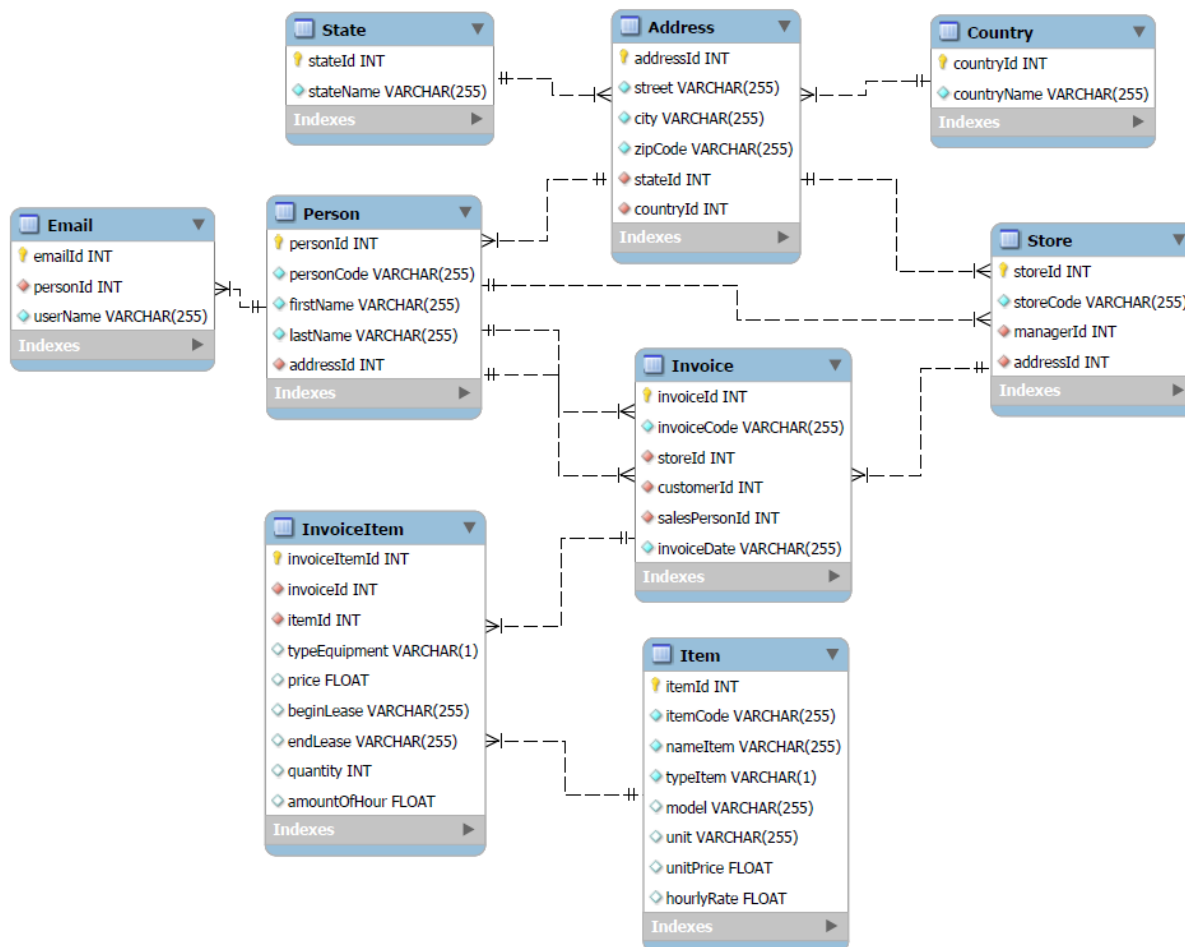 State
stateId INT
stateName VARCHAR(255)
Indexes
Address
addressId INT
street VARCHAR(255)
city VARCHAR(255)
zipCode VARCHAR(255)
stateId INT
countryId INT
Indexes
Country
countryId INT
countryName VARCHAR(255)
Indexes
Email
emailId INT
personId INT
userName VARCHAR(255)
Indexes
Person
personId INT
personCode VARCHAR(255)
firstName VARCHAR(255)
lastName VARCHAR(255)
addressId INT
Indexes
Store
storeId INT
storeCode VARCHAR(255)
managerId INT
addressId INT
Indexes
Invoice
invoiceId INT
invoiceCode VARCHAR(255)
storeId INT
customerId INT
salesPersonId INT
invoiceDate VARCHAR(255)
Indexes
InvoiceItem
invoiceItemId INT
invoiceId INT
itemId INT
typeEquipment VARCHAR(1)
price FLOAT
beginLease VARCHAR(255)
endLease VARCHAR(255)
quantity INT
amountOfHour FLOAT
Indexes
Item
itemId INT
itemCode VARCHAR(255)
nameItem VARCHAR(255)
typeItem VARCHAR(1)
model VARCHAR(255)
unit VARCHAR(255)
unitPrice FLOAT
hourlyRate FLOAT
Indexes